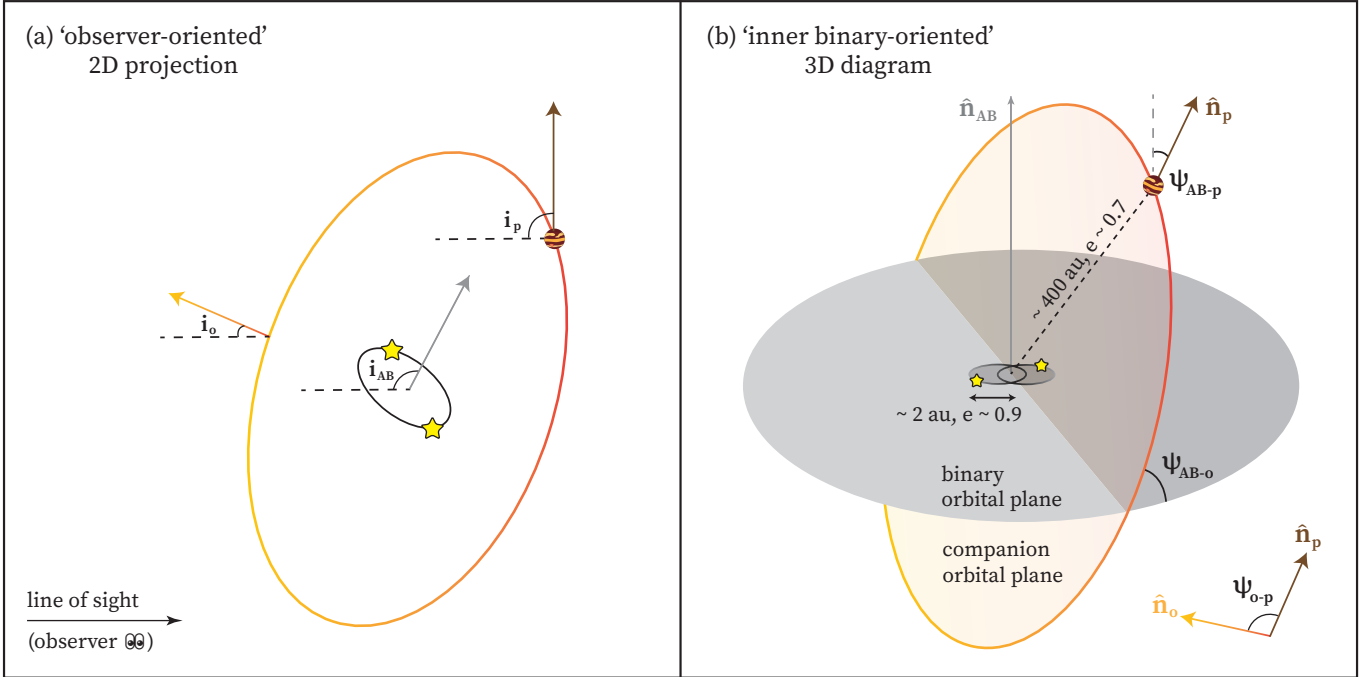 (a) ‘observer-oriented’
2D projection
i_p
i_o
i_AB
line of sight
(observer 👀)
(b) ‘inner binary-oriented’
3D diagram
n̂_AB
n̂_p
ψ_AB-p
~ 400 au, e ~ 0.7
~ 2 au, e ~ 0.9
ψ_AB-o
binary
orbital plane
companion
orbital plane
n̂_p
ψ_o-p
n̂_o